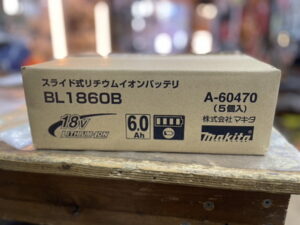 スライド式リチウムイオンバッテリ
BL1860B
A-60470
(5個入)
18V
LITHIUM-ION
6.0
Ah
株式会社 マキタ
makita